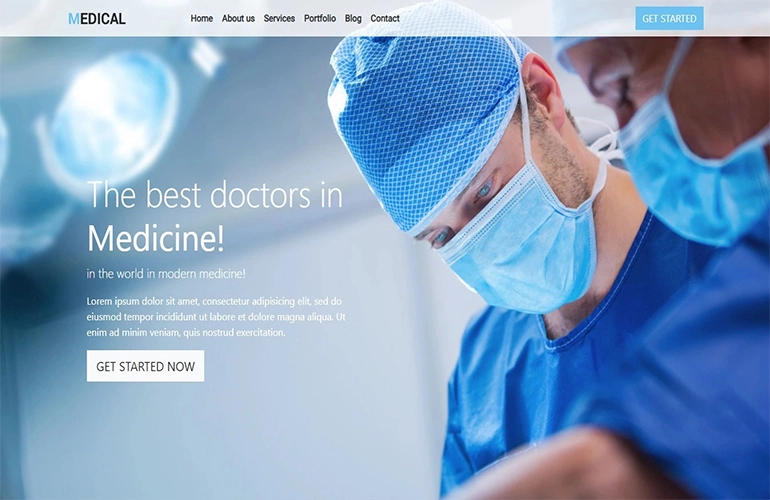 MEDICAL
Home About us Services Portfolio Blog Contact
GET STARTED
The best doctors in
Medicine!
in the world in modern medicine!
Lorem ipsum dolor sit amet, consectetur adipisicing elit, sed do
eiusmod tempor incididunt ut labore et dolore magna aliqua. Ut
enim ad minim veniam, quis nostrud exercitation.
GET STARTED NOW